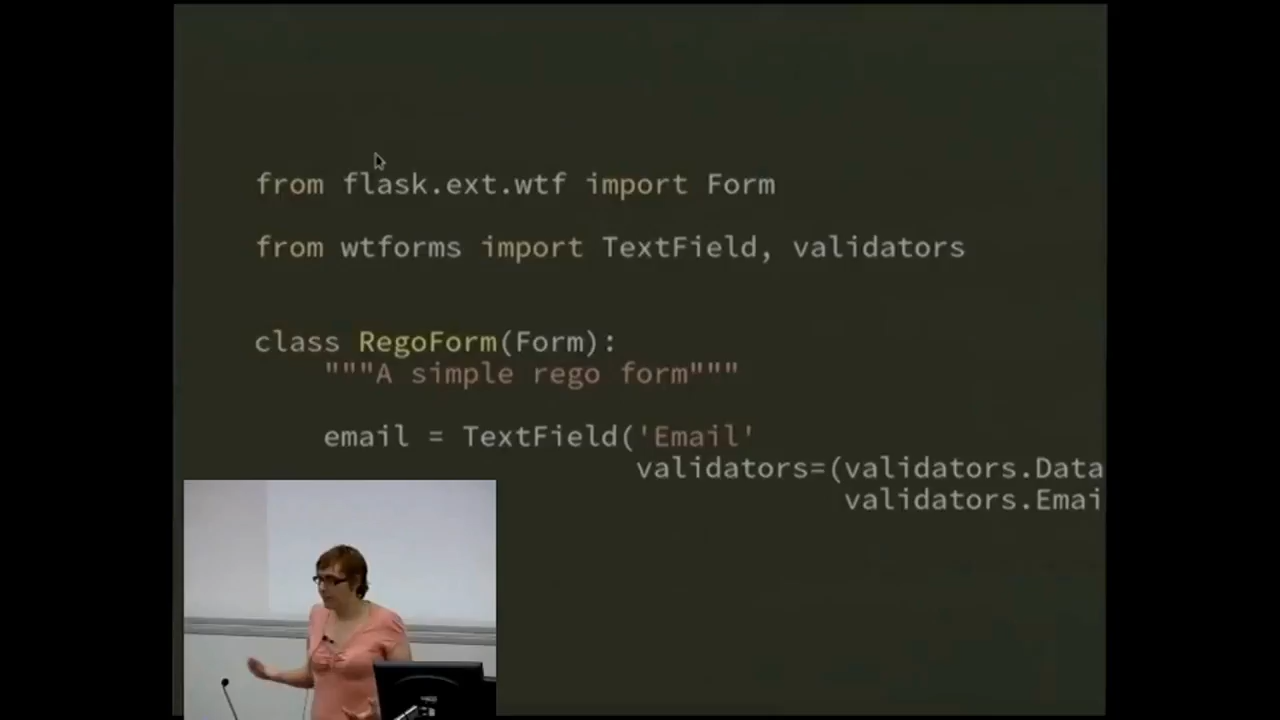 from flask.ext.wtf import Form
from wtforms import TextField, validators
class RegoForm(Form):
"""A simple rego form"""
email = TextField('Email'
validators=(validators.Data
validators.Emai